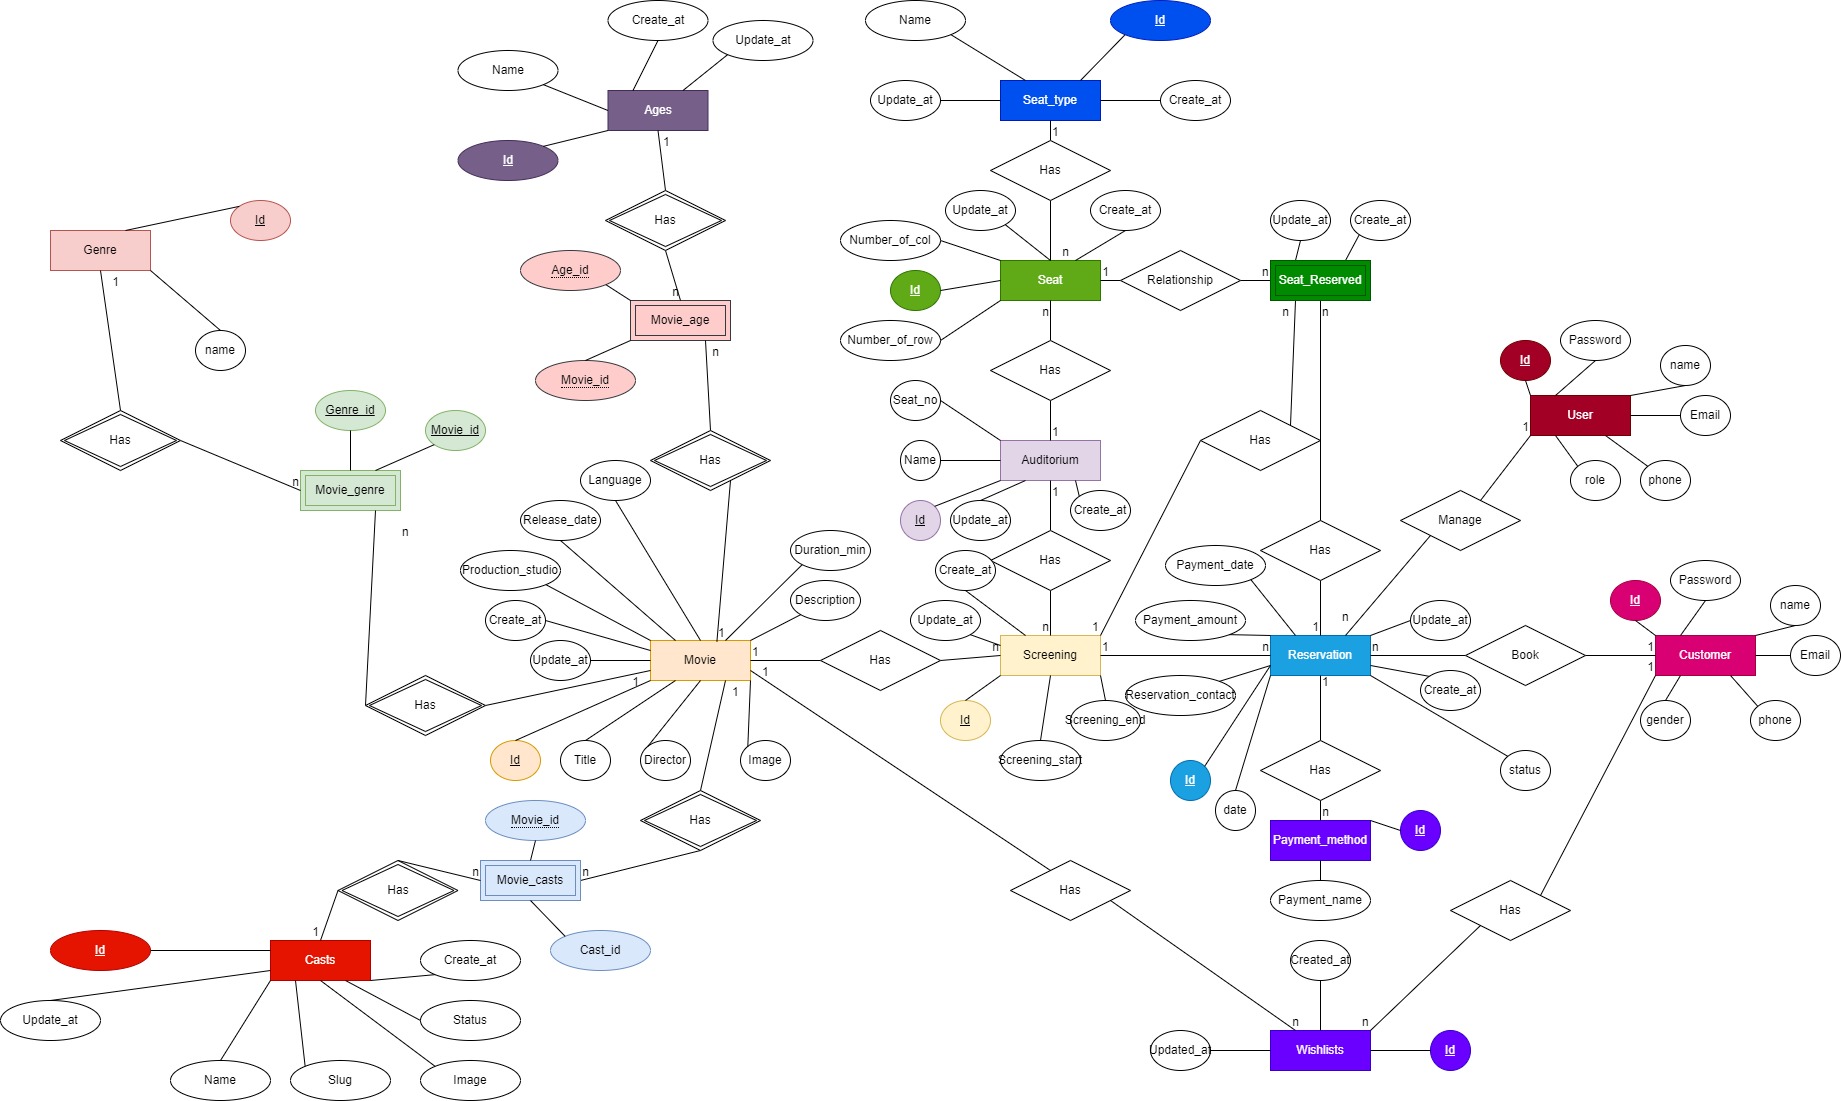 Create_at
Name
Id
Update_at
Name
Ages
Id
1
Has
Update_at
Seat_type
Create_at
1
Has
Id
Genre
1
name
Has
Age_id
n
Movie_age
Movie_id
n
Has
Update_at
Create_at
Number_of_col
n
Id
Seat
1
Relationship
n
Number_of_row
n
Has
Update_at
Create_at
Seat_Reserved
n
n
Has
Has
Seat_no
1
Name
Auditorium
Id
Update_at
1
Create_at
Has
Id
Password
name
1
User
Email
role
phone
Manage
n
Genre_id
Movie_id
n
Movie_genre
n
Has
Language
Release_date
Duration_min
Production_studio
Description
Create_at
Update_at
1
Movie
1
1
1
1
Has
Id
Title
Director
Image
Create_at
Update_at
n
n
Screening
1
1
Id
Screening_end
Screening_start
Payment_date
Payment_amount
Update_at
1
n
Reservation
n
Reservation_contact
1
Create_at
Id
date
status
Has
n
Payment_method
Id
Payment_name
Book
Id
Password
name
1
Customer
Email
1
gender
phone
Movie_id
Has
Has
n
Movie_casts
n
Cast_id
1
Id
Casts
Create_at
Update_at
Status
Name
Slug
Image
Has
Has
Created_at
n
n
Updated_at
Wishlists
Id